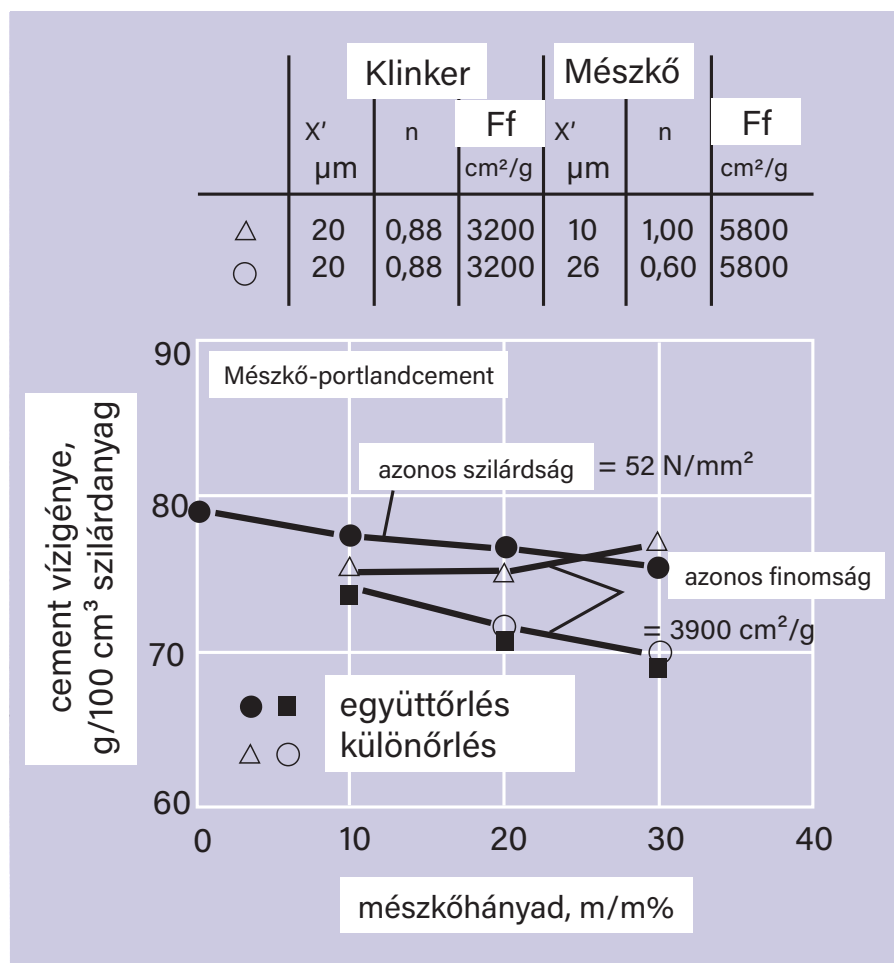 Klinker Mészkő
X' n Ff X' n Ff
µm cm²/g µm cm²/g
△ 20 0,88 3200 10 1,00 5800
○ 20 0,88 3200 26 0,60 5800
90
Mészkő-portlandcement
azonos szilárdság = 52 N/mm²
80
azonos finomság
= 3900 cm²/g
70
● ■ együttőrlés
△ ○ különőrlés
60
0 10 20 30 40
mészkőhányad, m/m%
cement vízigénye,
g/100 cm³ szilárdanyag